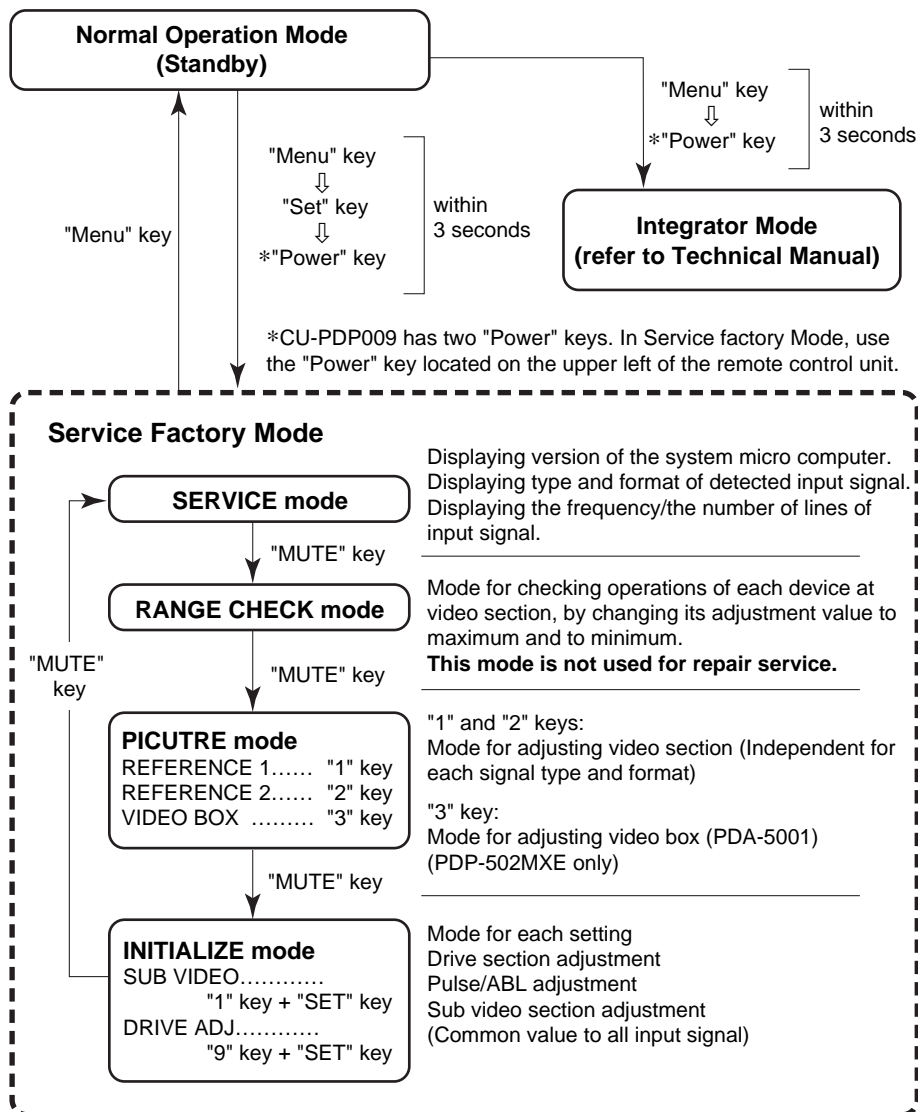 Normal Operation Mode
(Standby)
"Menu" key
⇩
*"Power" key
within
3 seconds
"Menu" key
⇩
"Set" key
⇩
*"Power" key
within
3 seconds
"Menu" key
Integrator Mode
(refer to Technical Manual)
*CU-PDP009 has two "Power" keys. In Service factory Mode, use
the "Power" key located on the upper left of the remote control unit.
Service Factory Mode
SERVICE mode
Displaying version of the system micro computer.
Displaying type and format of detected input signal.
Displaying the frequency/the number of lines of
input signal.
"MUTE" key
RANGE CHECK mode
Mode for checking operations of each device at
video section, by changing its adjustment value to
maximum and to minimum.
This mode is not used for repair service.
"MUTE"
key
"MUTE" key
PICUTRE mode
REFERENCE 1...... "1" key
REFERENCE 2...... "2" key
VIDEO BOX ......... "3" key
"1" and "2" keys:
Mode for adjusting video section (Independent for
each signal type and format)
"3" key:
Mode for adjusting video box (PDA-5001)
(PDP-502MXE only)
"MUTE" key
INITIALIZE mode
SUB VIDEO............
"1" key + "SET" key
DRIVE ADJ............
"9" key + "SET" key
Mode for each setting
Drive section adjustment
Pulse/ABL adjustment
Sub video section adjustment
(Common value to all input signal)